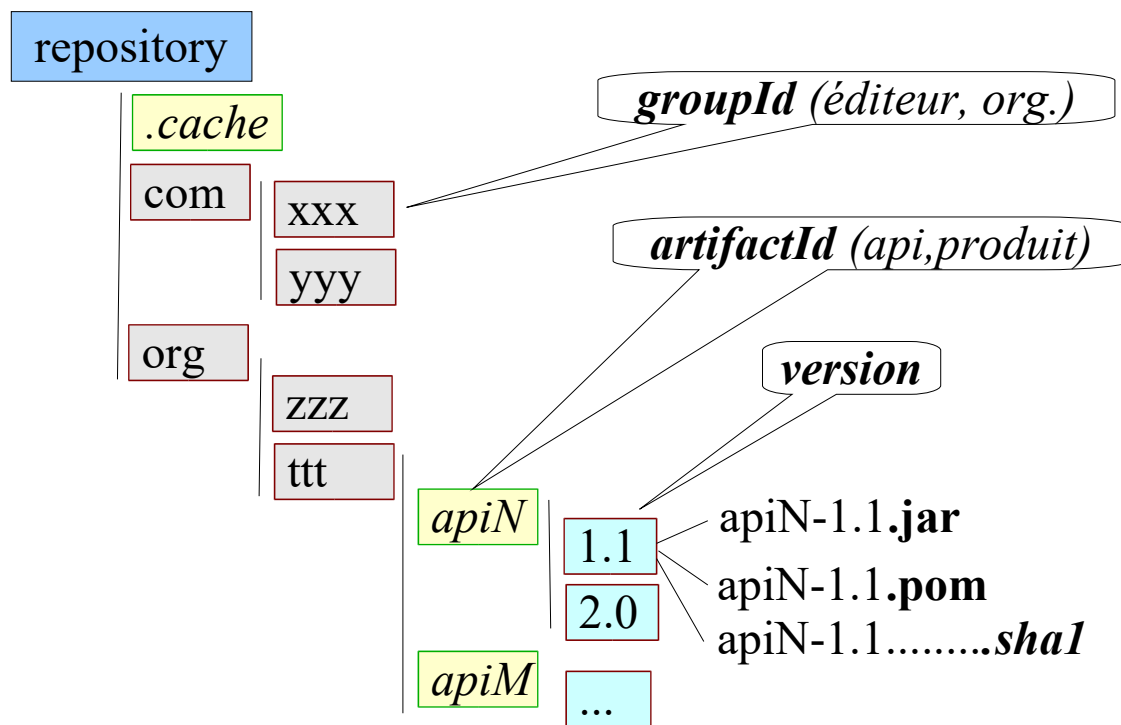 repository
groupId (éditeur, org.)
.cache
com
xxx
artifactId (api,produit)
yyy
org
version
zzz
ttt
apiN
apiN-1.1.jar
1.1
apiN-1.1.pom
2.0
apiN-1.1.........sha1
apiM
...